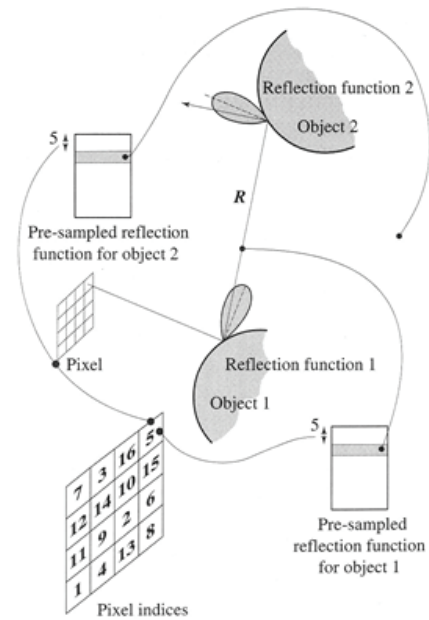 Reflection function 2
Object 2
5
Pre-sampled reflection
function for object 2
R
Pixel
Reflection function 1
Object 1
5
7 3 16 5
12 14 10 15
11 9 2 6
1 4 13 8
Pre-sampled
reflection function
for object 1
Pixel indices